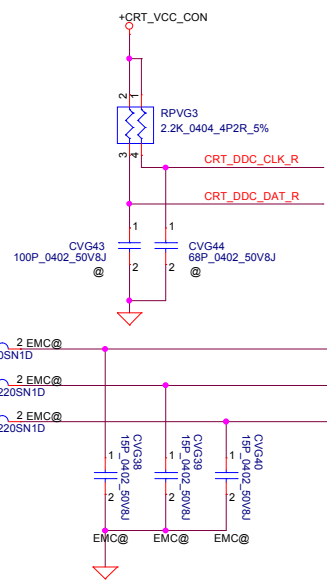 +CRT_VCC_CON
2 1
RPVG3
2.2K_0404_4P2R_5%
3 4
CRT_DDC_CLK_R
CRT_DDC_DAT_R
1 1
CVG43
100P_0402_50V8J
2
@
CVG44
68P_0402_50V8J
2
@
2 EMC@
0SN1D
2 EMC@
220SN1D
2 EMC@
220SN1D
1
2
CVG38
15P_0402_50V8J
EMC@
1
2
CVG39
15P_0402_50V8J
EMC@
1
2
CVG40
15P_0402_50V8J
EMC@